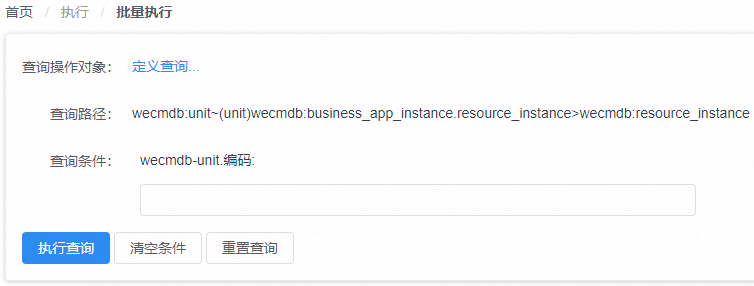 首页 / 执行 / 批量执行
查询操作对象: 定义查询...
查询路径: wecmdb:unit~(unit)wecmdb:business_app_instance.resource_instance>wecmdb:resource_instance
查询条件: wecmdb-unit.编码:
执行查询 清空条件 重置查询